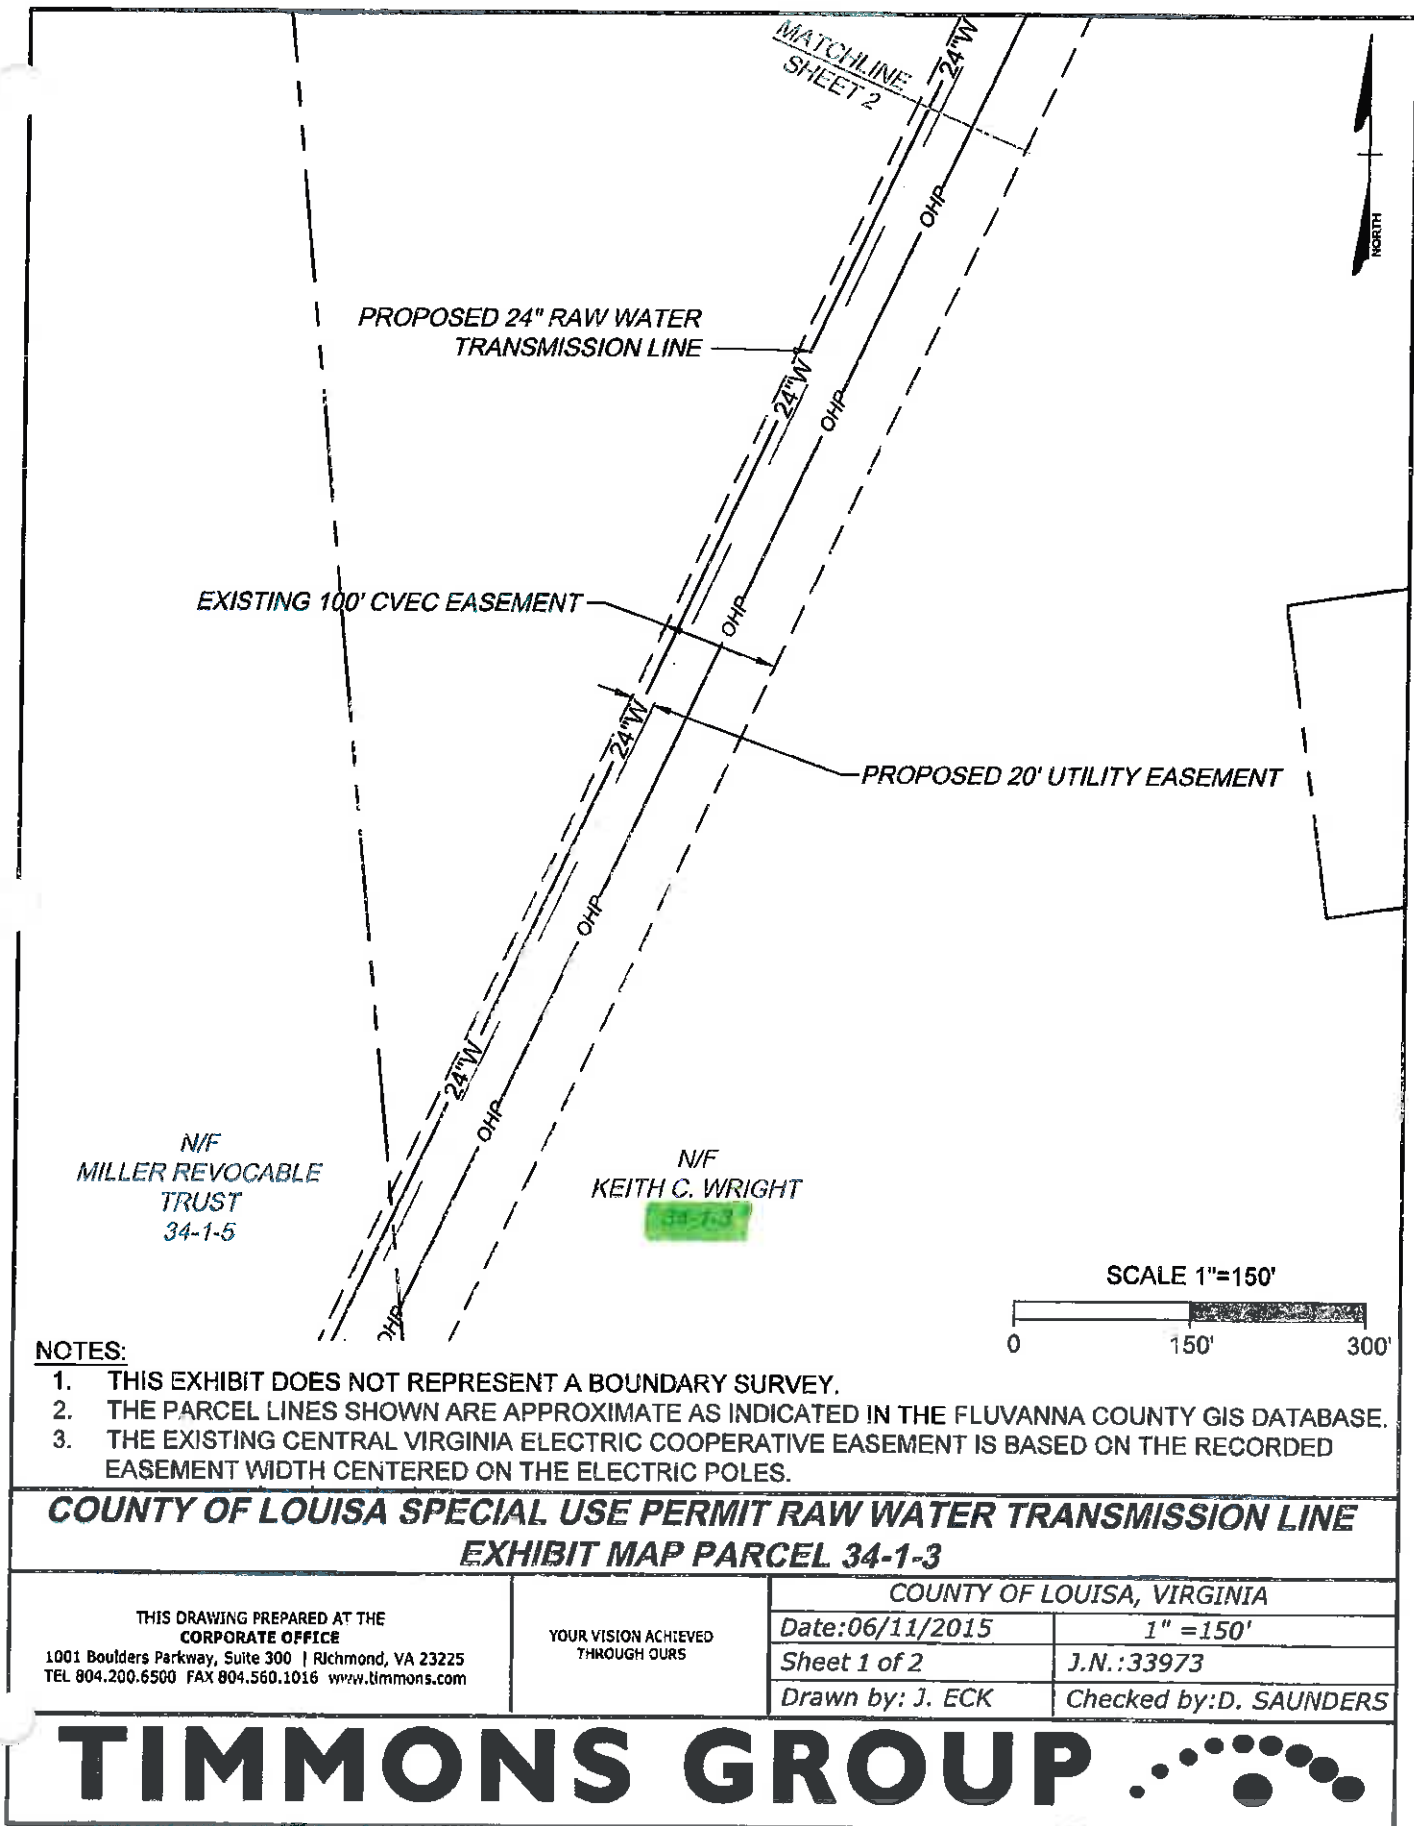 MATCHLINE
SHEET 2
24"W
NORTH
OHP
PROPOSED 24" RAW WATER
TRANSMISSION LINE
24"W
OHP
EXISTING 100' CVEC EASEMENT
OHP
24"W
PROPOSED 20' UTILITY EASEMENT
OHP
24"W
OHP
N/F
MILLER REVOCABLE
TRUST
34-1-5
N/F
KEITH C. WRIGHT
34-1-3
OHP
SCALE 1"=150'
0 150' 300'
NOTES:
1. THIS EXHIBIT DOES NOT REPRESENT A BOUNDARY SURVEY.
2. THE PARCEL LINES SHOWN ARE APPROXIMATE AS INDICATED IN THE FLUVANNA COUNTY GIS DATABASE.
3. THE EXISTING CENTRAL VIRGINIA ELECTRIC COOPERATIVE EASEMENT IS BASED ON THE RECORDED
EASEMENT WIDTH CENTERED ON THE ELECTRIC POLES.
COUNTY OF LOUISA SPECIAL USE PERMIT RAW WATER TRANSMISSION LINE
EXHIBIT MAP PARCEL 34-1-3
THIS DRAWING PREPARED AT THE
CORPORATE OFFICE
1001 Boulders Parkway, Suite 300 | Richmond, VA 23225
TEL 804.200.6500 FAX 804.560.1016 www.timmons.com
YOUR VISION ACHIEVED
THROUGH OURS
COUNTY OF LOUISA, VIRGINIA
Date:06/11/2015 1" =150'
Sheet 1 of 2 J.N.:33973
Drawn by: J. ECK Checked by:D. SAUNDERS
TIMMONS GROUP